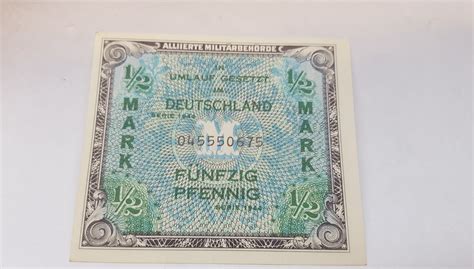 ALLIIERTE MILITÄRBEHÖRDE
1/2 IN 1/2
UMLAUF GESETZT
IN
DEUTSCHLAND
SERIE 1944
MARK MARK
045550675
FÜNFZIG
PFENNIG
1/2 1/2
SERIE 1944